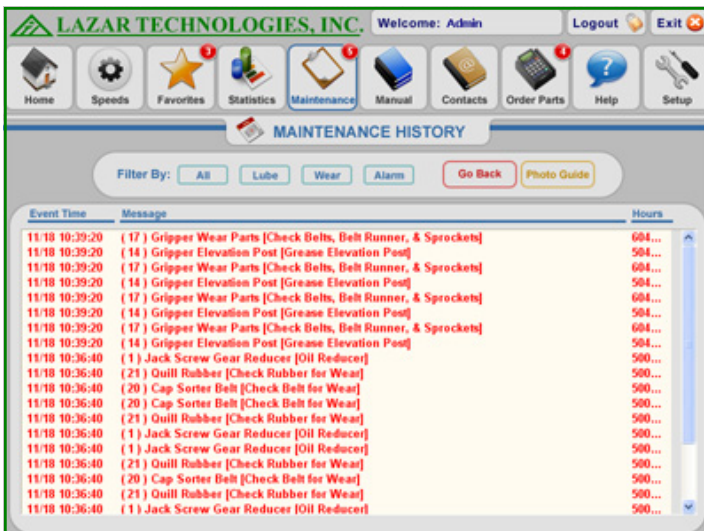 LAZAR TECHNOLOGIES, INC. Welcome: Admin Logout Exit
3 5 4
Home Speeds Favorites Statistics Maintenance Manual Contacts Order Parts Help Setup
MAINTENANCE HISTORY
Filter By: All Lube Wear Alarm Go Back Photo Guide
Event Time Message Hours
11/18 10:39:20 ( 17 ) Gripper Wear Parts [Check Belts, Belt Runner, & Sprockets] 604...
11/18 10:39:20 ( 14 ) Gripper Elevation Post [Grease Elevation Post] 504...
11/18 10:39:20 ( 17 ) Gripper Wear Parts [Check Belts, Belt Runner, & Sprockets] 604...
11/18 10:39:20 ( 14 ) Gripper Elevation Post [Grease Elevation Post] 504...
11/18 10:39:20 ( 17 ) Gripper Wear Parts [Check Belts, Belt Runner, & Sprockets] 604...
11/18 10:39:20 ( 14 ) Gripper Elevation Post [Grease Elevation Post] 504...
11/18 10:39:20 ( 17 ) Gripper Wear Parts [Check Belts, Belt Runner, & Sprockets] 604...
11/18 10:39:20 ( 14 ) Gripper Elevation Post [Grease Elevation Post] 504...
11/18 10:36:40 ( 1 ) Jack Screw Gear Reducer [Oil Reducer] 500...
11/18 10:36:40 ( 21 ) Quill Rubber [Check Rubber for Wear] 500...
11/18 10:36:40 ( 20 ) Cap Sorter Belt [Check Belt for Wear] 500...
11/18 10:36:40 ( 20 ) Cap Sorter Belt [Check Belt for Wear] 500...
11/18 10:36:40 ( 21 ) Quill Rubber [Check Rubber for Wear] 500...
11/18 10:36:40 ( 1 ) Jack Screw Gear Reducer [Oil Reducer] 500...
11/18 10:36:40 ( 1 ) Jack Screw Gear Reducer [Oil Reducer] 500...
11/18 10:36:40 ( 21 ) Quill Rubber [Check Rubber for Wear] 500...
11/18 10:36:40 ( 20 ) Cap Sorter Belt [Check Belt for Wear] 500...
11/18 10:36:40 ( 21 ) Quill Rubber [Check Rubber for Wear] 500...
11/18 10:36:40 ( 1 ) Jack Screw Gear Reducer [Oil Reducer] 500...